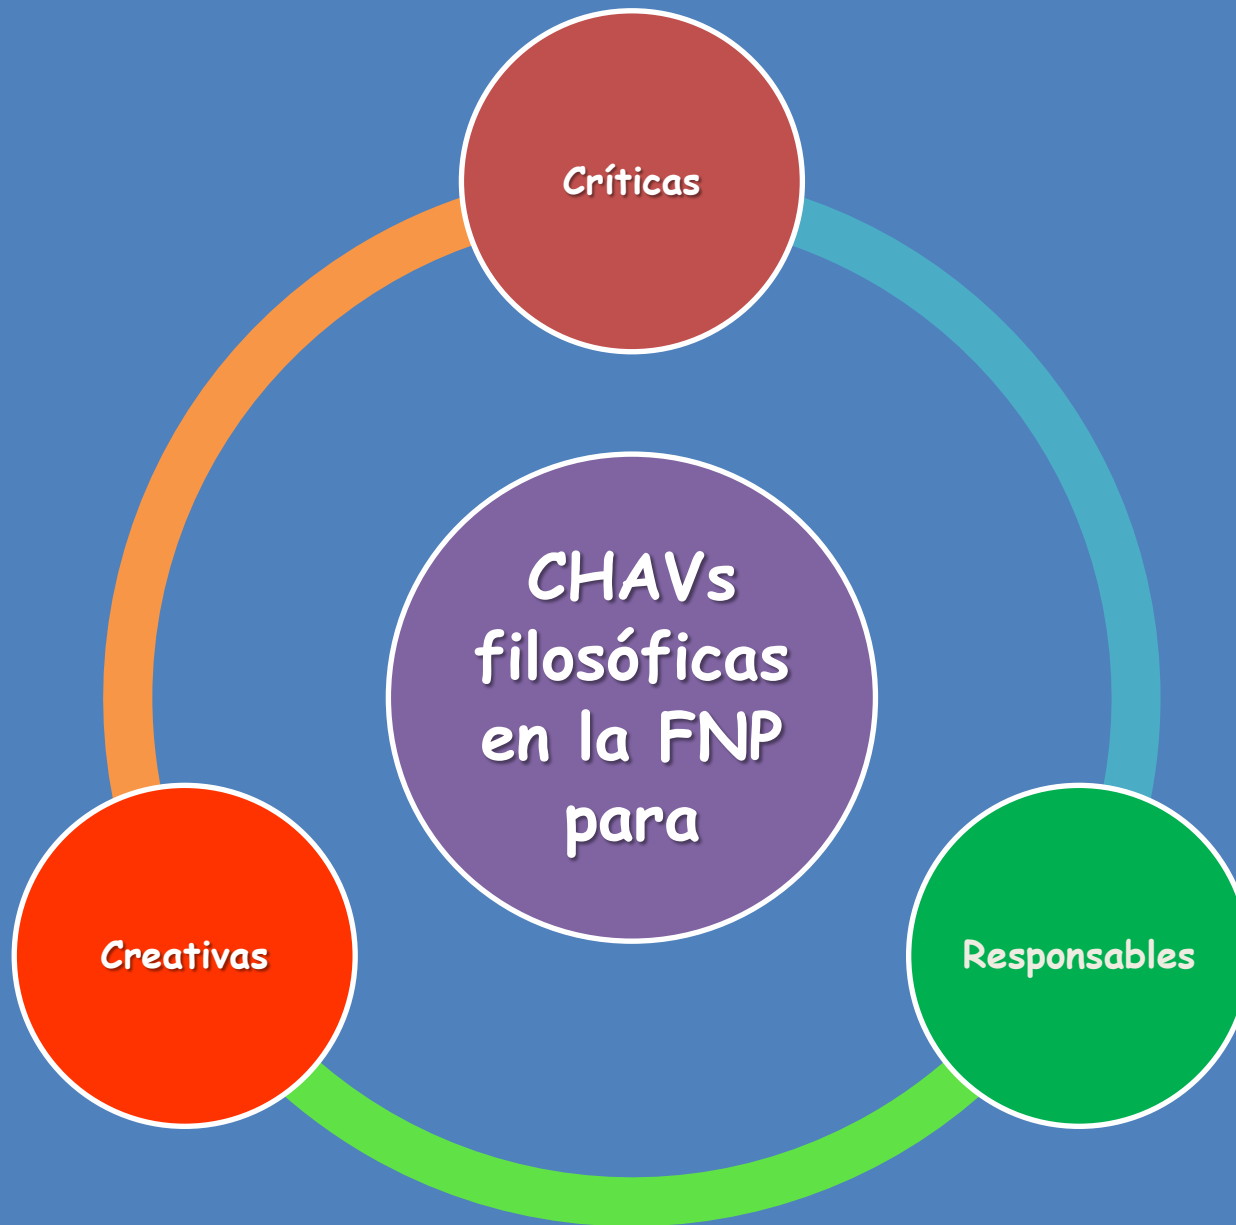 Críticas
CHAVs
filosóficas
en la FNP
para
Creativas
Responsables